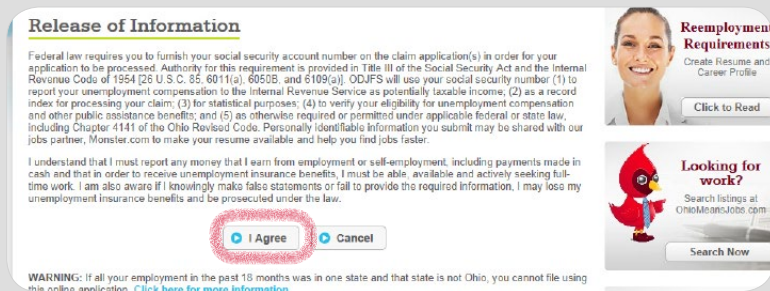 Release of Information
Federal law requires you to furnish your social security account number on the claim application(s) in order for your
application to be processed. Authority for this requirement is provided in Title III of the Social Security Act and the Internal
Revenue Code of 1954 [26 U.S.C. 85, 6011(a), 6050B, and 6109(a)]. ODJFS will use your social security number (1) to
report your unemployment compensation to the Internal Revenue Service as potentially taxable income; (2) as a record
index for processing your claim; (3) for statistical purposes; (4) to verify your eligibility for unemployment compensation
and other public assistance benefits; and (5) as otherwise required or permitted under applicable federal or state law,
including Chapter 4141 of the Ohio Revised Code. Personally identifiable information you submit may be shared with our
jobs partner, Monster.com to make your resume available and help you find jobs faster.
I understand that I must report any money that I earn from employment or self-employment, including payments made in
cash and that in order to receive unemployment insurance benefits, I must be able, available and actively seeking full-
time work. I am also aware if I knowingly make false statements or fail to provide the required information, I may lose my
unemployment insurance benefits and be prosecuted under the law.
I Agree
Cancel
WARNING: If all your employment in the past 18 months was in one state and that state is not Ohio, you cannot file using
this online application. Click here for more information.
Reemployment
Requirements
Create Resume and
Career Profile
Click to Read
Looking for
work?
Search listings at
OhioMeansJobs.com
Search Now